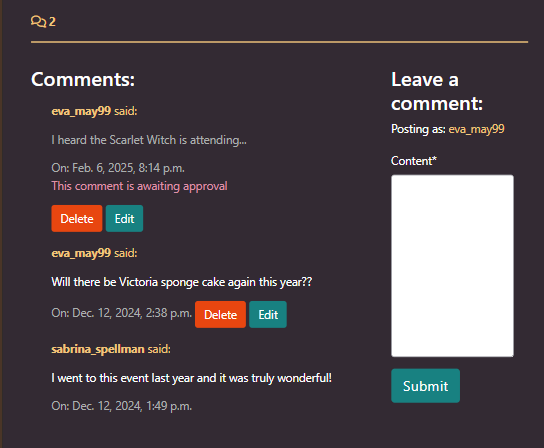 2
Comments:
eva_may99 said:
I heard the Scarlet Witch is attending...
On: Feb. 6, 2025, 8:14 p.m.
This comment is awaiting approval
Delete Edit
eva_may99 said:
Will there be Victoria sponge cake again this year??
On: Dec. 12, 2024, 2:38 p.m. Delete Edit
sabrina_spellman said:
I went to this event last year and it was truly wonderful!
On: Dec. 12, 2024, 1:49 p.m.
Leave a
comment:
Posting as: eva_may99
Content*
Submit